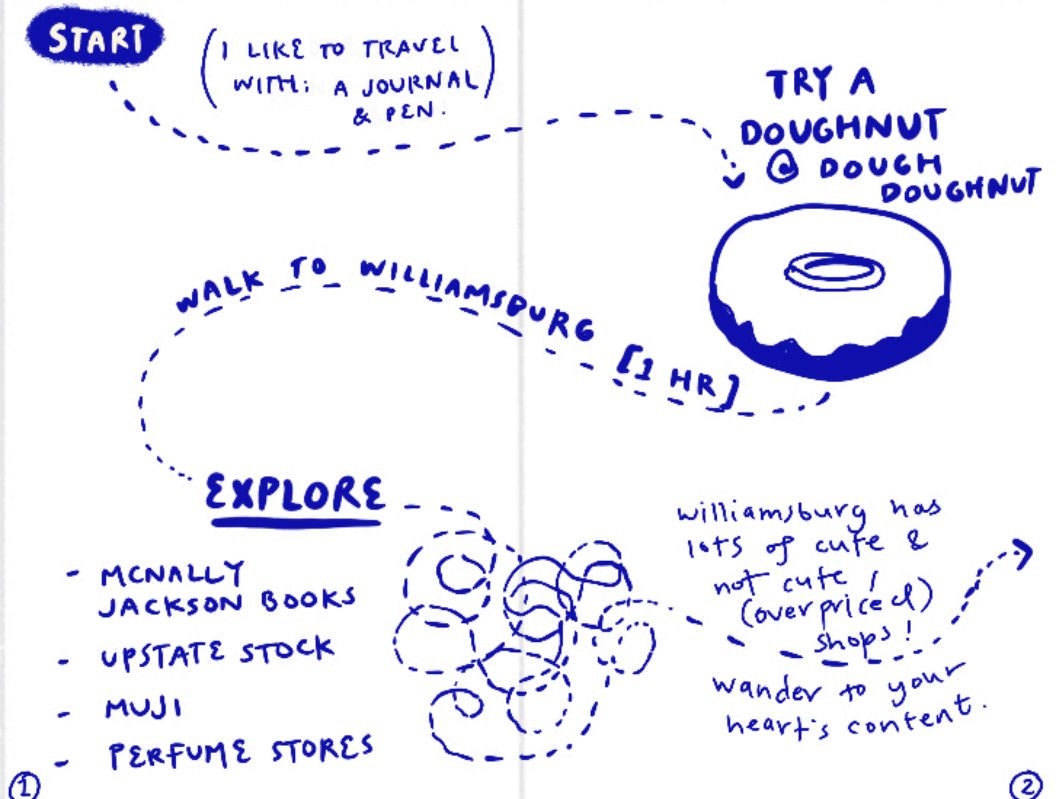 START
(I LIKE TO TRAVEL
WITH: A JOURNAL
& PEN.)
TRY A
DOUGHNUT
@ DOUGH
DOUGHNUT
WALK TO WILLIAMSBURG [1 HR]
EXPLORE
- MCNALLY
JACKSON BOOKS
- UPSTATE STOCK
- MUJI
- PERFUME STORES
williamsburg has
lots of cute &
not cute /
(overpriced)
shops!
wander to your
heart's content.
1
2